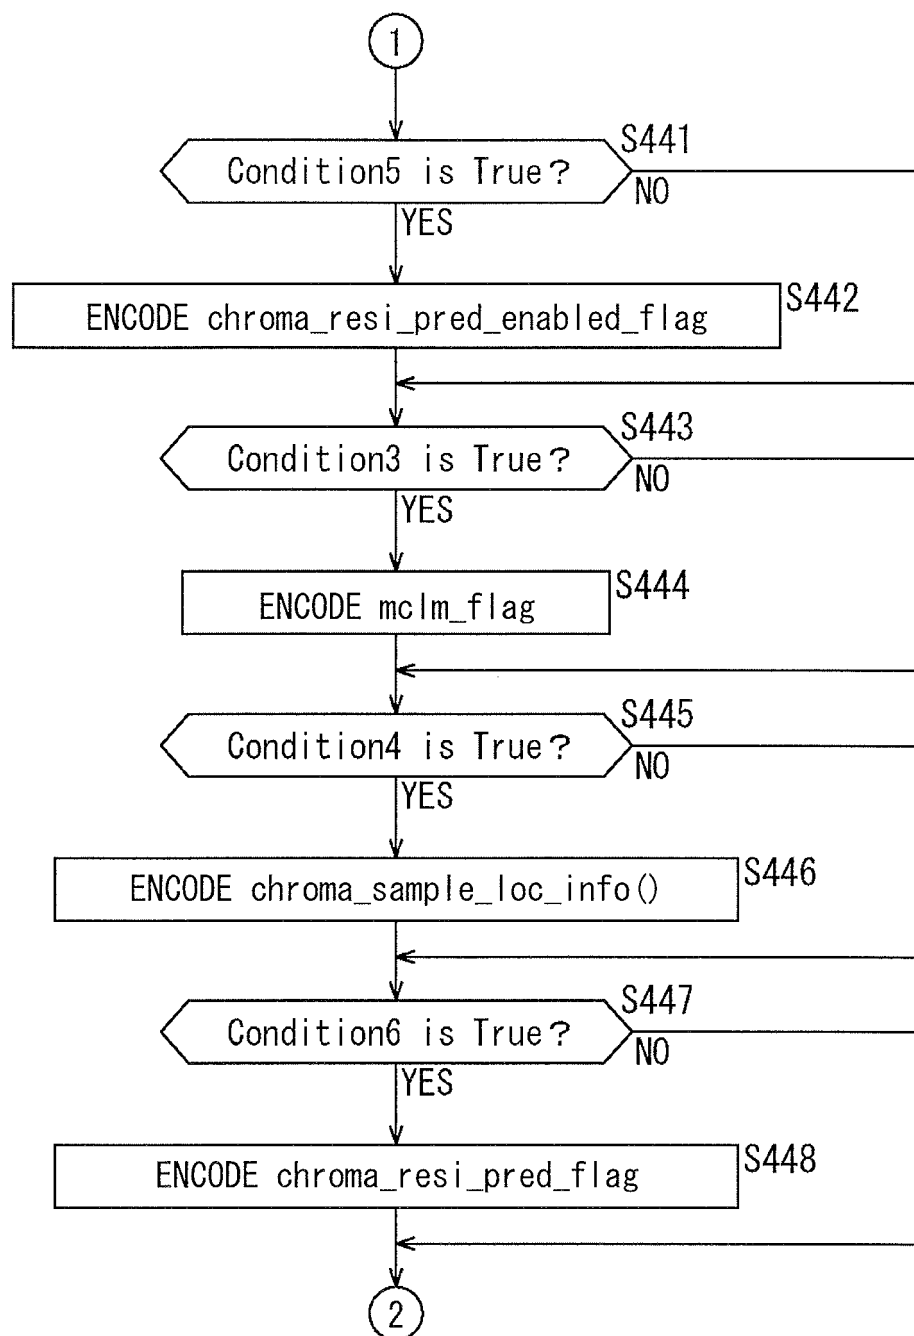 1
S441
Condition5 is True?
NO
YES
S442
ENCODE chroma_resi_pred_enabled_flag
S443
Condition3 is True?
NO
YES
S444
ENCODE mclm_flag
S445
Condition4 is True?
NO
YES
S446
ENCODE chroma_sample_loc_info()
S447
Condition6 is True?
NO
YES
S448
ENCODE chroma_resi_pred_flag
2